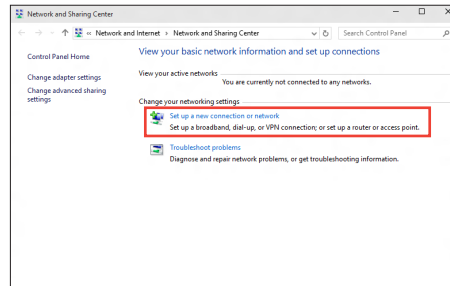 Network and Sharing Center
« Network and Internet › Network and Sharing Center
Search Control Panel
Control Panel Home
Change adapter settings
Change advanced sharing
settings
View your basic network information and set up connections
View your active networks
You are currently not connected to any networks.
Change your networking settings
Set up a new connection or network
Set up a broadband, dial-up, or VPN connection; or set up a router or access point.
Troubleshoot problems
Diagnose and repair network problems, or get troubleshooting information.